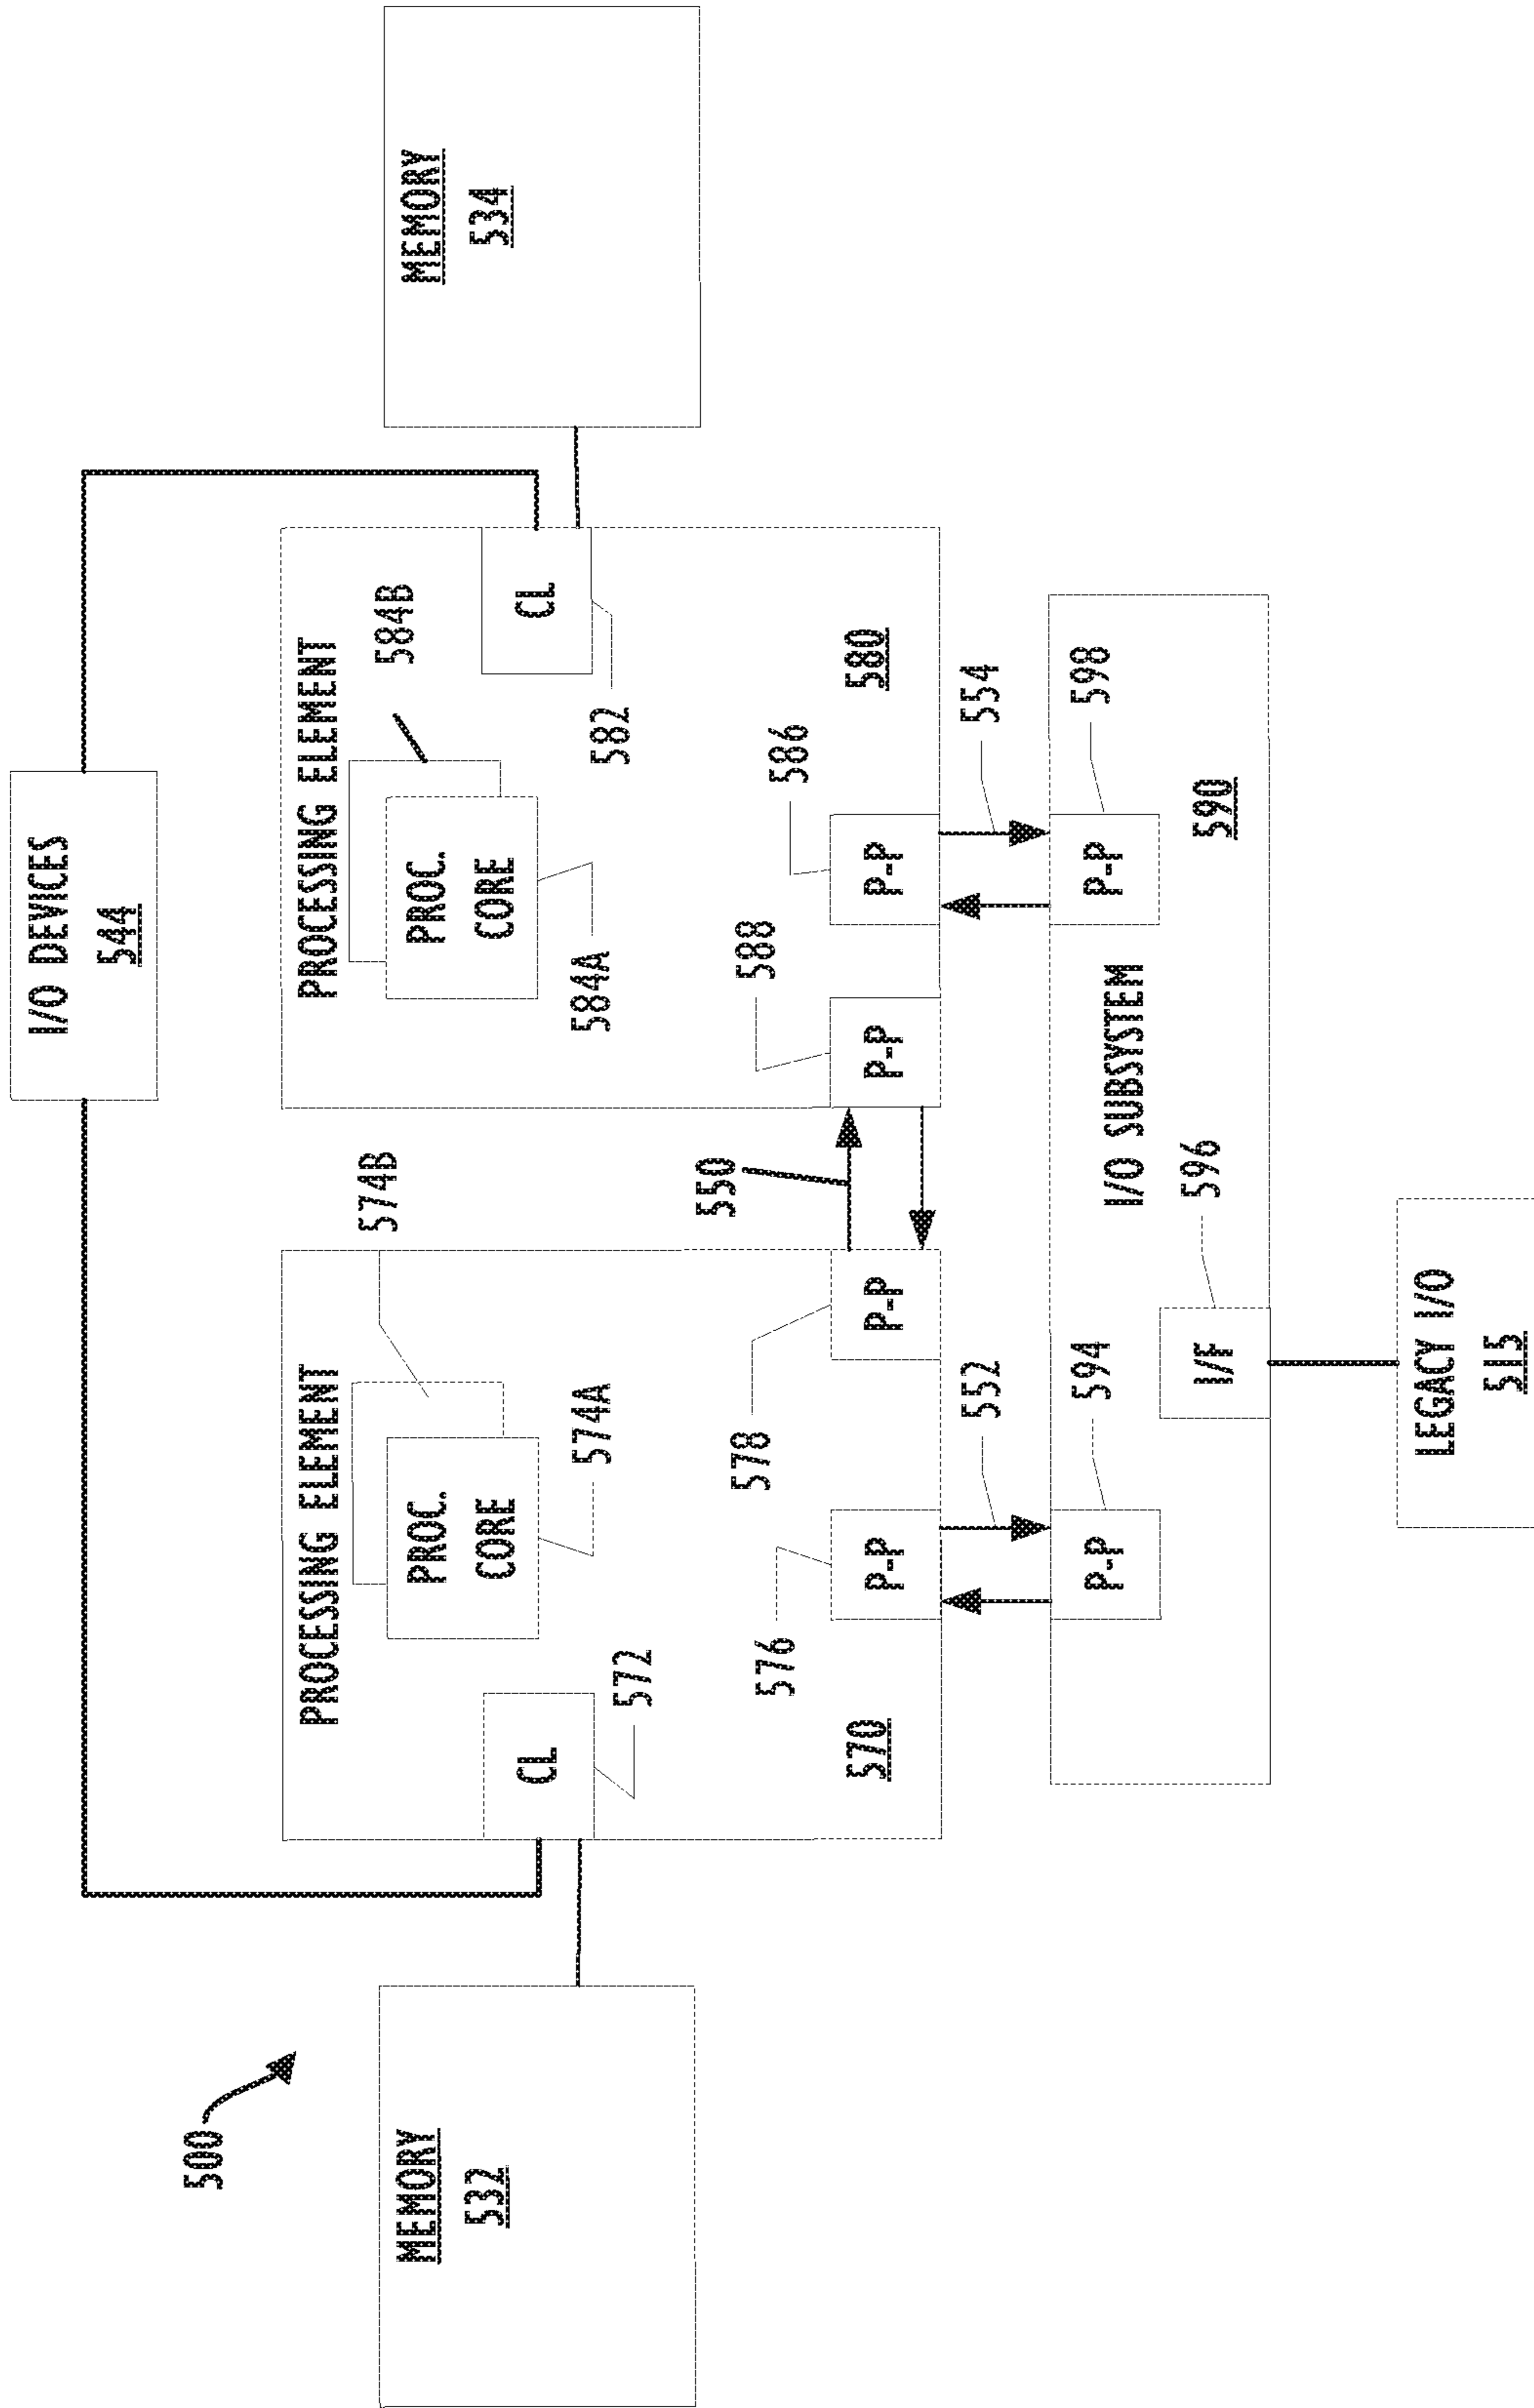 500
I/O DEVICES
544
MEMORY
532
MEMORY
534
PROCESSING ELEMENT
574B
PROC.
CORE
574A
CL
572
576
578
P-P
P-P
570
550
PROCESSING ELEMENT
584B
PROC.
CORE
584A
CL
582
588
586
P-P
P-P
580
552
554
594
598
P-P
P-P
I/O SUBSYSTEM
590
596
I/F
LEGACY I/O
515